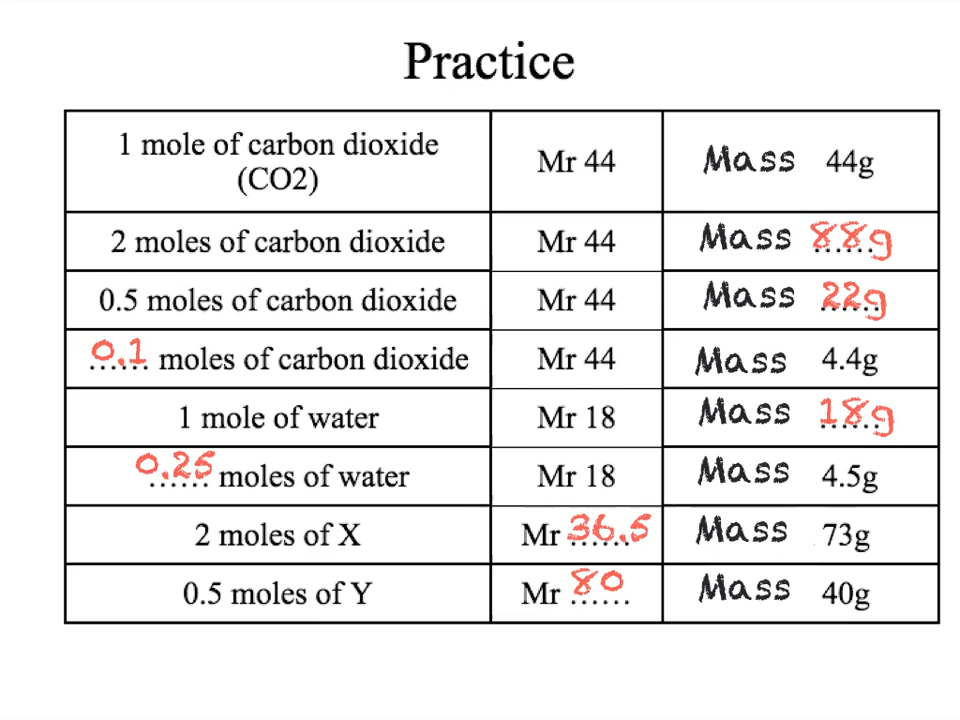 Practice
1 mole of carbon dioxide
(CO2)
Mr 44
Mass 44g
2 moles of carbon dioxide
Mr 44
Mass 88g
0.5 moles of carbon dioxide
Mr 44
Mass 22g
0.1 moles of carbon dioxide
Mr 44
Mass 4.4g
1 mole of water
Mr 18
Mass 18g
0.25 moles of water
Mr 18
Mass 4.5g
2 moles of X
Mr 36.5
Mass 73g
0.5 moles of Y
Mr 80
Mass 40g